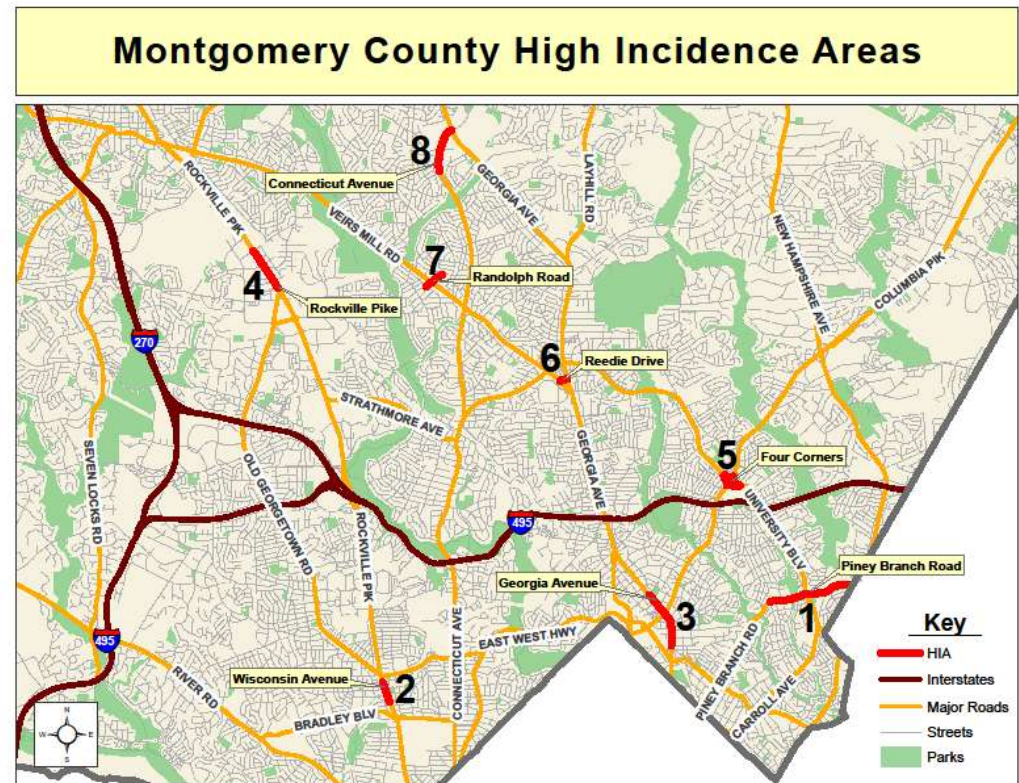 Montgomery County High Incidence Areas
8
Connecticut Avenue
GEORGIA AVE
LAYHILL RD
ROCKVILLE PIK
VEIRS MILL RD
NEW HAMPSHIRE AVE
COLUMBIA PIK
7
Randolph Road
4
Rockville Pike
270
6
Reedie Drive
STRATHMORE AVE
SEVEN LOCKS RD
OLD GEORGETOWN RD
GEORGIA AVE
5
Four Corners
ROCKVILLE PIK
495
UNIVERSITY BLV
Piney Branch Road
Georgia Avenue
3
1
495
EAST WEST HWY
CONNECTICUT AVE
PINEY BRANCH RD
CARROLL AVE
RIVER RD
Wisconsin Avenue
2
BRADLEY BLV
N
W E
S
Key
HIA
Interstates
Major Roads
Streets
Parks